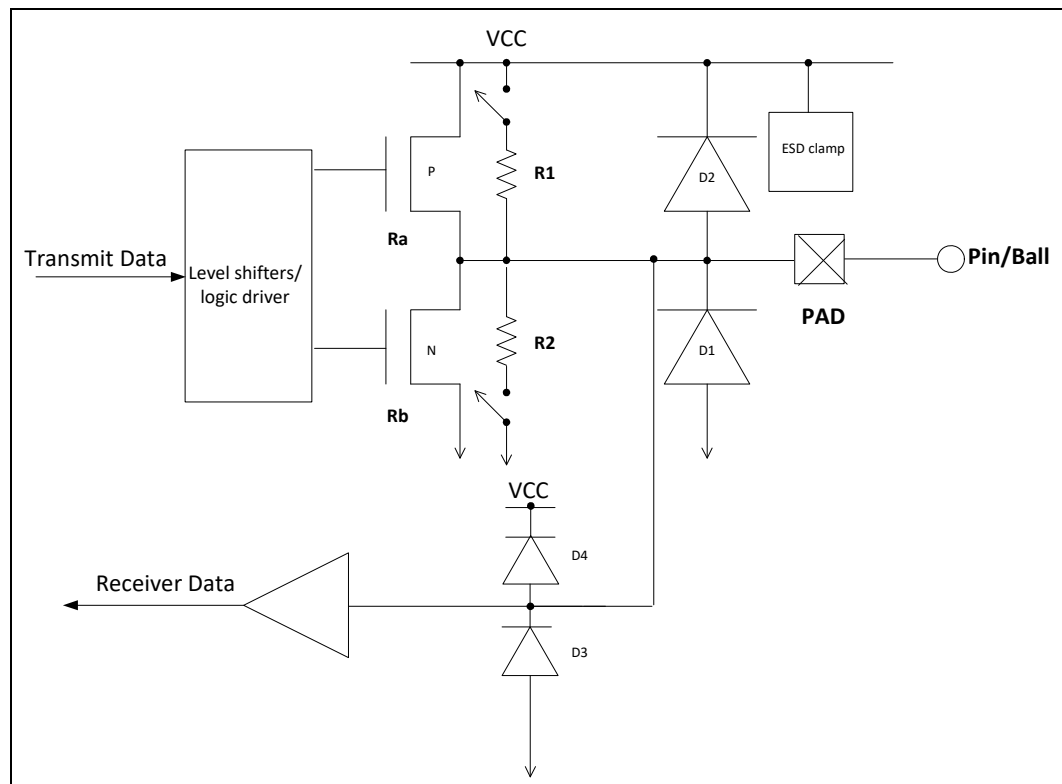 VCC
ESD clamp
P
R1
D2
Ra
Transmit Data
Level shifters/
logic driver
Pin/Ball
PAD
R2
N
D1
Rb
VCC
D4
Receiver Data
D3